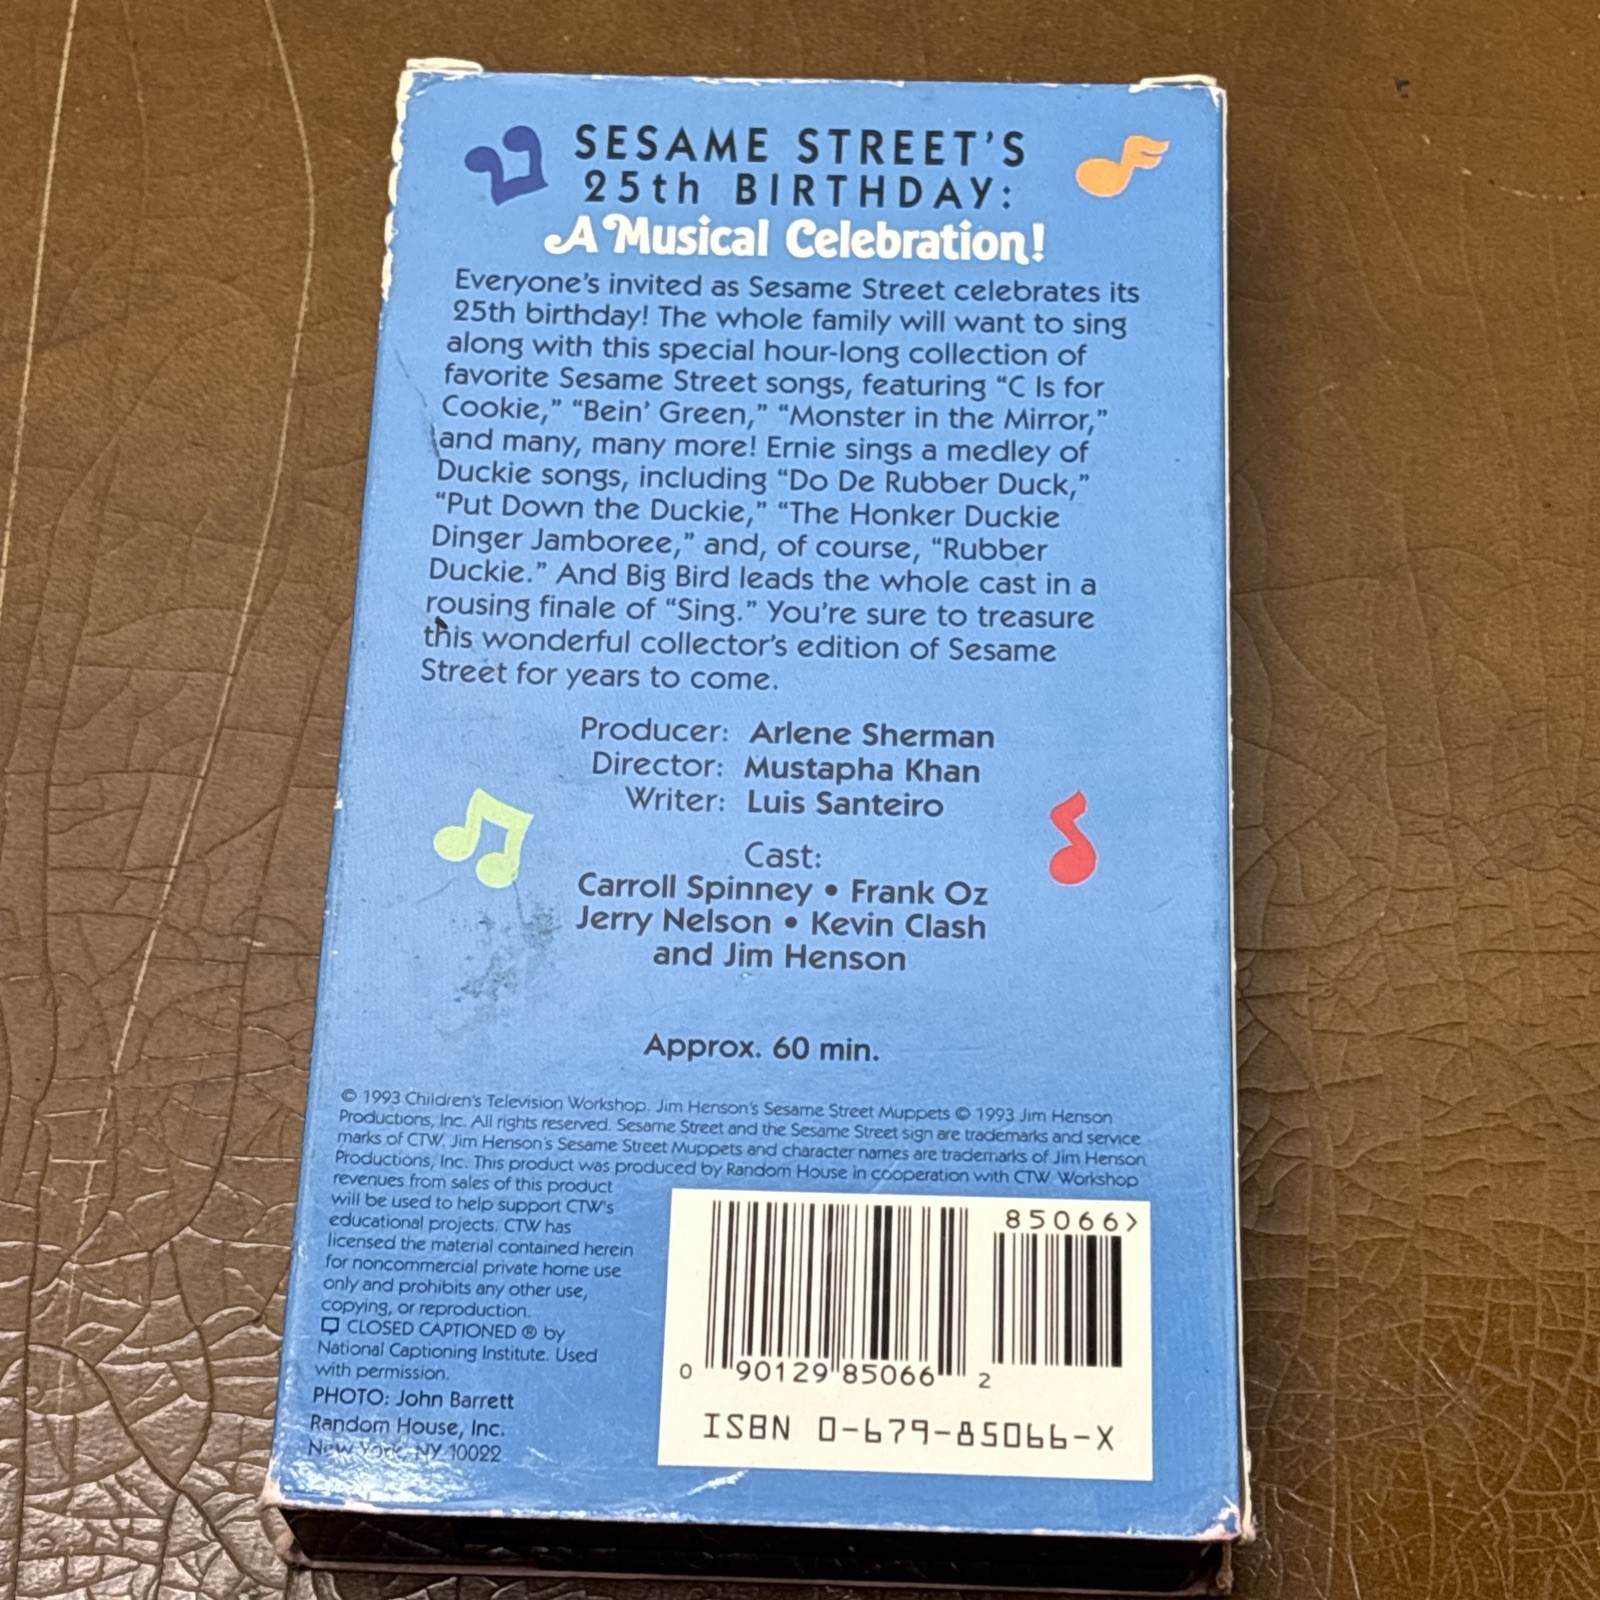 SESAME STREET'S
25th BIRTHDAY:
A Musical Celebration!
Everyone's invited as Sesame Street celebrates its
25th birthday! The whole family will want to sing
along with this special hour-long collection of
favorite Sesame Street songs, featuring “C Is for
Cookie,” “Bein' Green,” “Monster in the Mirror,”
and many, many more! Ernie sings a medley of
Duckie songs, including “Do De Rubber Duck,”
“Put Down the Duckie,” “The Honker Duckie
Dinger Jamboree,” and, of course, “Rubber
Duckie.” And Big Bird leads the whole cast in a
rousing finale of “Sing.” You're sure to treasure
this wonderful collector's edition of Sesame
Street for years to come.
Producer: Arlene Sherman
Director: Mustapha Khan
Writer: Luis Santeiro
Cast:
Carroll Spinney • Frank Oz
Jerry Nelson • Kevin Clash
and Jim Henson
Approx. 60 min.
© 1993 Children's Television Workshop. Jim Henson's Sesame Street Muppets © 1993 Jim Henson
Productions, Inc. All rights reserved. Sesame Street and the Sesame Street sign are trademarks and service
marks of CTW. Jim Henson's Sesame Street Muppets and character names are trademarks of Jim Henson
Productions, Inc. This product was produced by Random House in cooperation with CTW. Workshop
revenues from sales of this product
will be used to help support CTW's
educational projects. CTW has
licensed the material contained herein
for noncommercial private home use
only and prohibits any other use,
copying, or reproduction.
CLOSED CAPTIONED ® by
National Captioning Institute. Used
with permission.
PHOTO: John Barrett
Random House, Inc.
New York, NY 10022
85066>
0 90129 85066 2
ISBN 0-679-85066-X